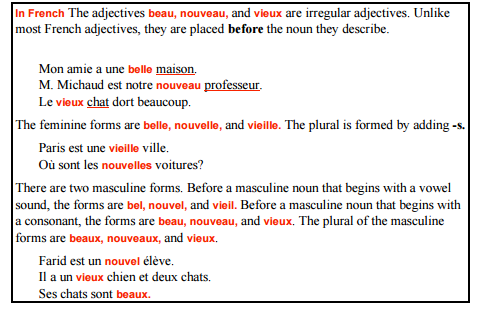 In French The adjectives beau, nouveau, and vieux are irregular adjectives. Unlike
most French adjectives, they are placed before the noun they describe.
Mon amie a une belle maison.
M. Michaud est notre nouveau professeur.
Le vieux chat dort beaucoup.
The feminine forms are belle, nouvelle, and vieille. The plural is formed by adding -s.
Paris est une vieille ville.
Où sont les nouvelles voitures?
There are two masculine forms. Before a masculine noun that begins with a vowel
sound, the forms are bel, nouvel, and vieil. Before a masculine noun that begins with
a consonant, the forms are beau, nouveau, and vieux. The plural of the masculine
forms are beaux, nouveaux, and vieux.
Farid est un nouvel élève.
Il a un vieux chien et deux chats.
Ses chats sont beaux.